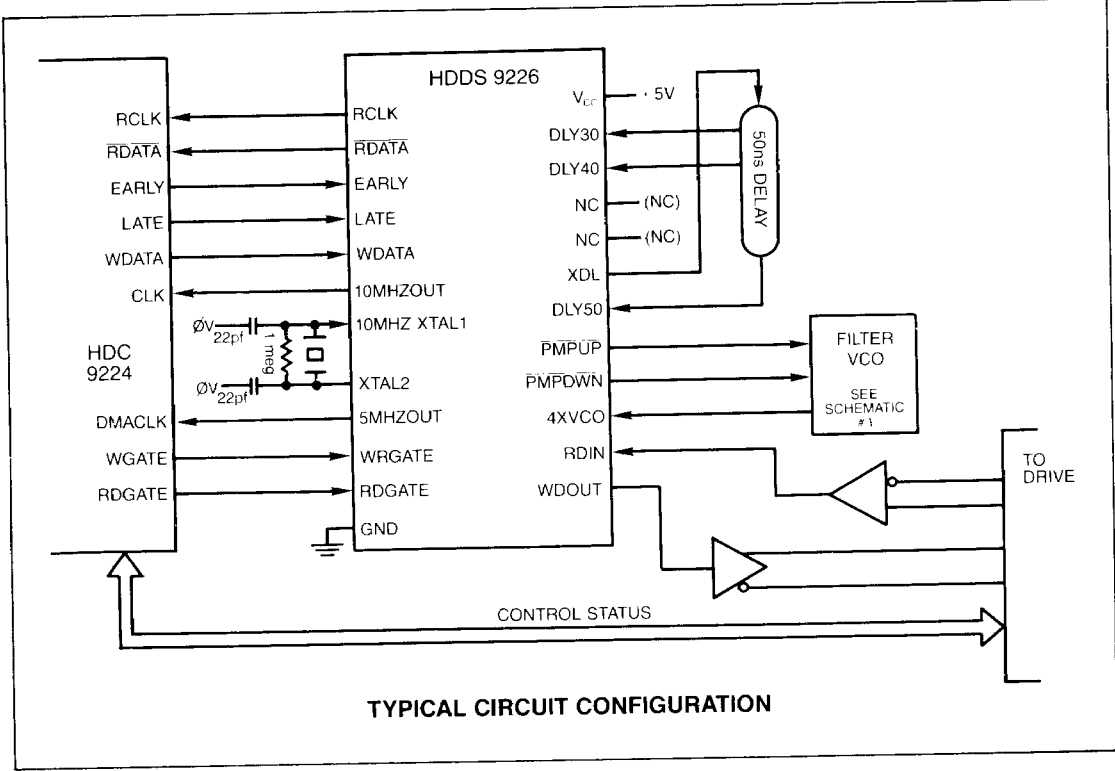 HDDS 9226
RCLK
RDATA
EARLY
LATE
WDATA
CLK
HDC
9224
DMACLK
WGATE
RDGATE
RCLK
RDATA
EARLY
LATE
WDATA
10MHZOUT
10MHZ XTAL1
XTAL2
5MHZOUT
WRGATE
RDGATE
GND
ØV
22pf
1 meg
ØV
22pf
VCC
5V
DLY30
DLY40
NC
(NC)
NC
(NC)
XDL
DLY50
PMPUP
PMPDWN
4XVCO
RDIN
WDOUT
50ns DELAY
FILTER
VCO
SEE
SCHEMATIC
#1
TO
DRIVE
CONTROL STATUS
TYPICAL CIRCUIT CONFIGURATION